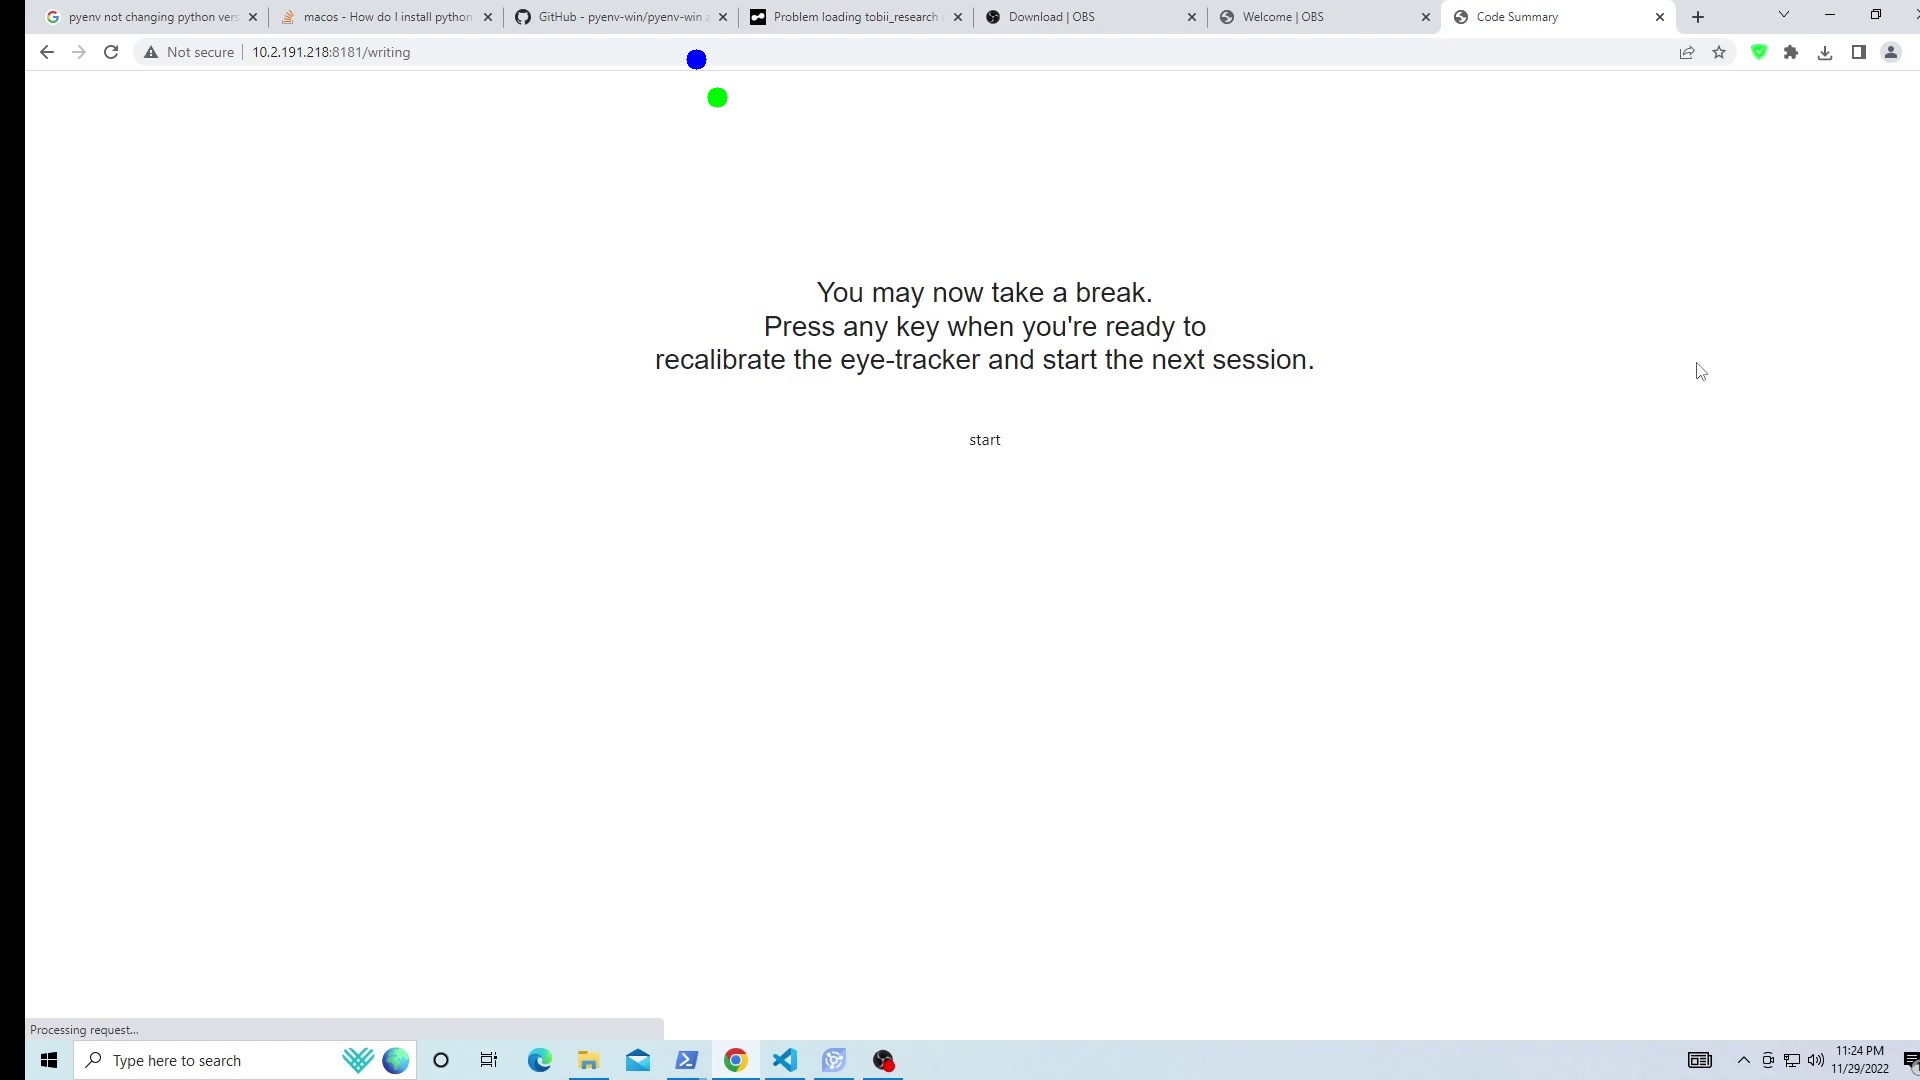 pyenv not changing python vers
macos - How do I install python
GitHub - pyenv-win/pyenv-win a
Problem loading tobii_research
Download | OBS
Welcome | OBS
Code Summary
Not secure
10.2.191.218:8181/writing
You may now take a break.
Press any key when you're ready to
recalibrate the eye-tracker and start the next session.
start
Processing request...
Type here to search
11:24 PM
11/29/2022